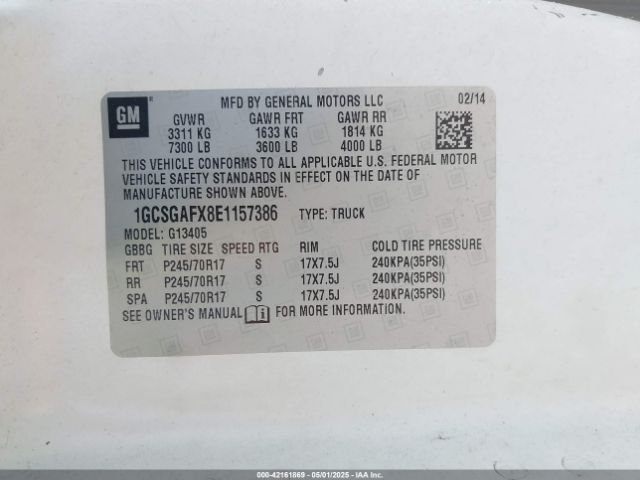 GM ®
MFD BY GENERAL MOTORS LLC 02/14
GVWR GAWR FRT GAWR RR
3311 KG 1633 KG 1814 KG
7300 LB 3600 LB 4000 LB
THIS VEHICLE CONFORMS TO ALL APPLICABLE U.S. FEDERAL MOTOR
VEHICLE SAFETY STANDARDS IN EFFECT ON THE DATE OF
MANUFACTURE SHOWN ABOVE.
1GCSGAFX8E1157386 TYPE: TRUCK
MODEL: G13405
GBBG TIRE SIZE SPEED RTG RIM COLD TIRE PRESSURE
FRT P245/70R17 S 17X7.5J 240KPA(35PSI)
RR P245/70R17 S 17X7.5J 240KPA(35PSI)
SPA P245/70R17 S 17X7.5J 240KPA(35PSI)
SEE OWNER'S MANUAL FOR MORE INFORMATION.
000-42161869 - 05/01/2025 - IAAI.CA